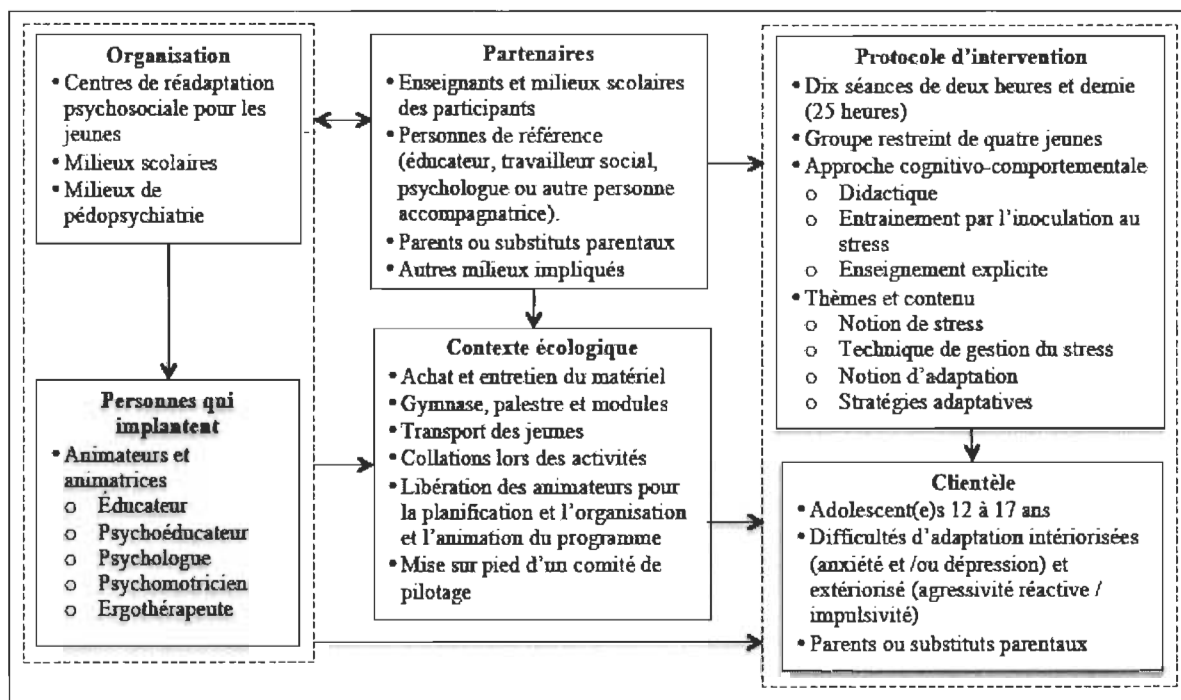 Organisation
• Centres de réadaptation
psychosociale pour les
jeunes
• Milieux scolaires
• Milieux de
pédopsychiatrie
Personnes qui
implantent
• Animateurs et
animatrices
o Éducateur
o Psychoéducateur
o Psychologue
o Psychomotricien
o Ergothérapeute
Partenaires
• Enseignants et milieux scolaires
des participants
• Personnes de référence
(éducateur, travailleur social,
psychologue ou autre personne
accompagnatrice).
• Parents ou substituts parentaux
• Autres milieux impliqués
Contexte écologique
• Achat et entretien du matériel
• Gymnase, palestre et modules
• Transport des jeunes
• Collations lors des activités
• Libération des animateurs pour
la planification et l'organisation
et l'animation du programme
• Mise sur pied d'un comité de
pilotage
Protocole d'intervention
• Dix séances de deux heures et demie
(25 heures)
• Groupe restreint de quatre jeunes
• Approche cognitivo-comportementale
o Didactique
o Entrainement par l'inoculation au
stress
o Enseignement explicite
• Thèmes et contenu
o Notion de stress
o Technique de gestion du stress
o Notion d'adaptation
o Stratégies adaptatives
Clientèle
• Adolescent(e)s 12 à 17 ans
• Difficultés d'adaptation intériorisées
(anxiété et /ou dépression) et
extériorisé (agressivité réactive /
impulsivité)
• Parents ou substituts parentaux